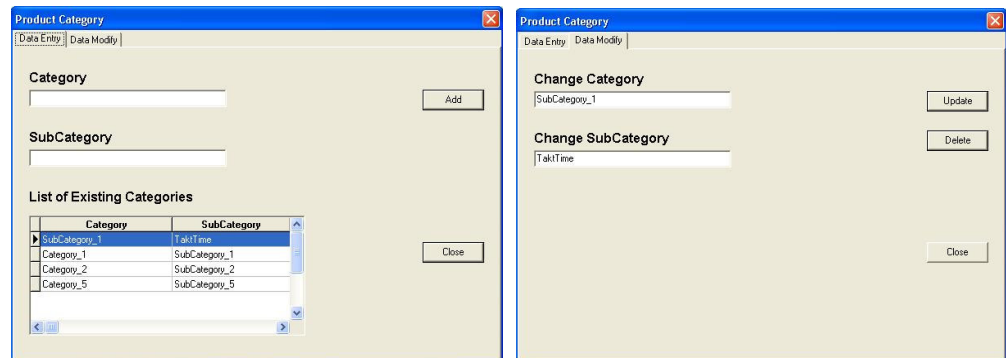 Product Category
Data Entry Data Modify
Category
Add
SubCategory
List of Existing Categories
Category SubCategory
SubCategory_1 TaktTime
Category_1 SubCategory_1
Category_2 SubCategory_2
Category_5 SubCategory_5
Close
Product Category
Data Entry Data Modify
Change Category
SubCategory_1
Update
Change SubCategory
Delete
TaktTime
Close